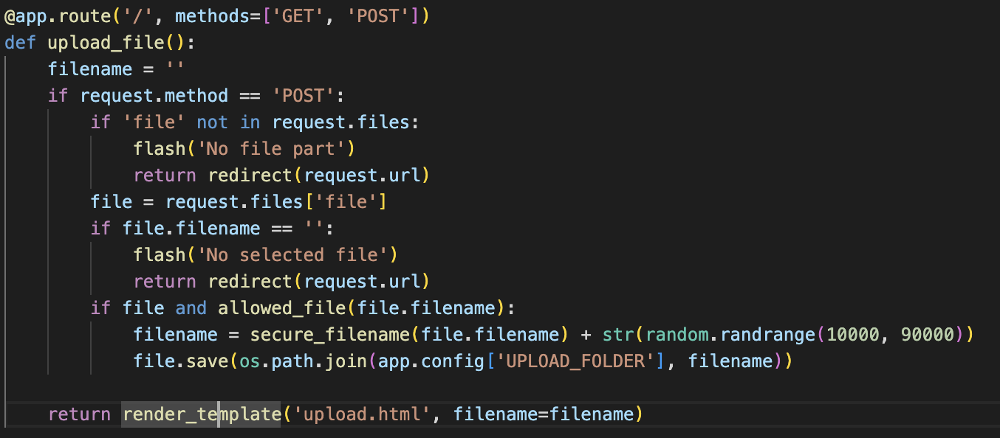 @app.route('/', methods=['GET', 'POST'])
def upload_file():
    filename = ''
    if request.method == 'POST':
        if 'file' not in request.files:
            flash('No file part')
            return redirect(request.url)
        file = request.files['file']
        if file.filename == '':
            flash('No selected file')
            return redirect(request.url)
        if file and allowed_file(file.filename):
            filename = secure_filename(file.filename) + str(random.randrange(10000, 90000))
            file.save(os.path.join(app.config['UPLOAD_FOLDER'], filename))

    return render_template('upload.html', filename=filename)